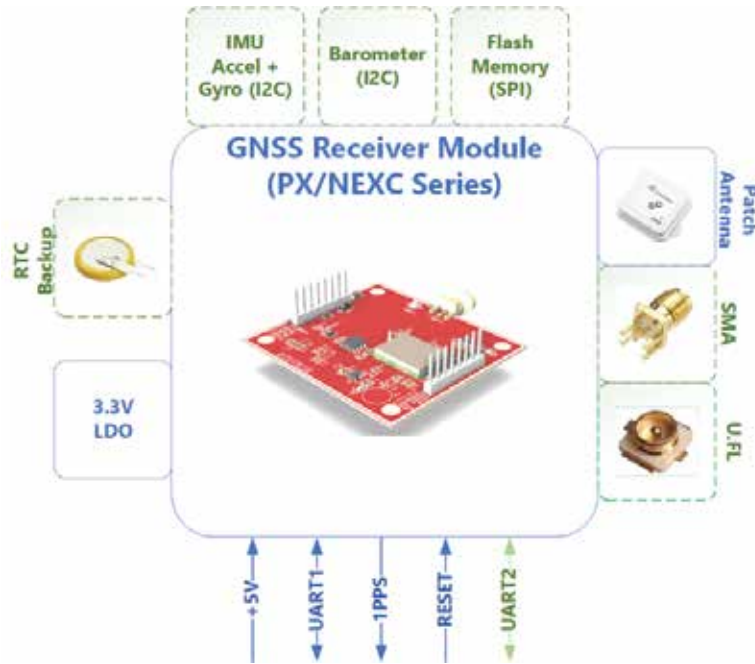 IMU
Accel +
Gyro (I2C)
Barometer
(I2C)
Flash
Memory
(SPI)
GNSS Receiver Module
(PX/NEXC Series)
RTC
Backup
3.3V
LDO
Patch
Antenna
SMA
U.FL
+5V
UART1
1PPS
RESET
UART2